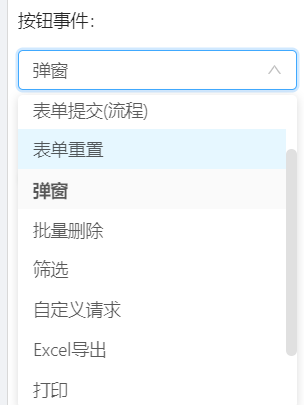 按钮事件:
弹窗
表单提交(流程)
表单重置
弹窗
批量删除
筛选
自定义请求
Excel导出
打印